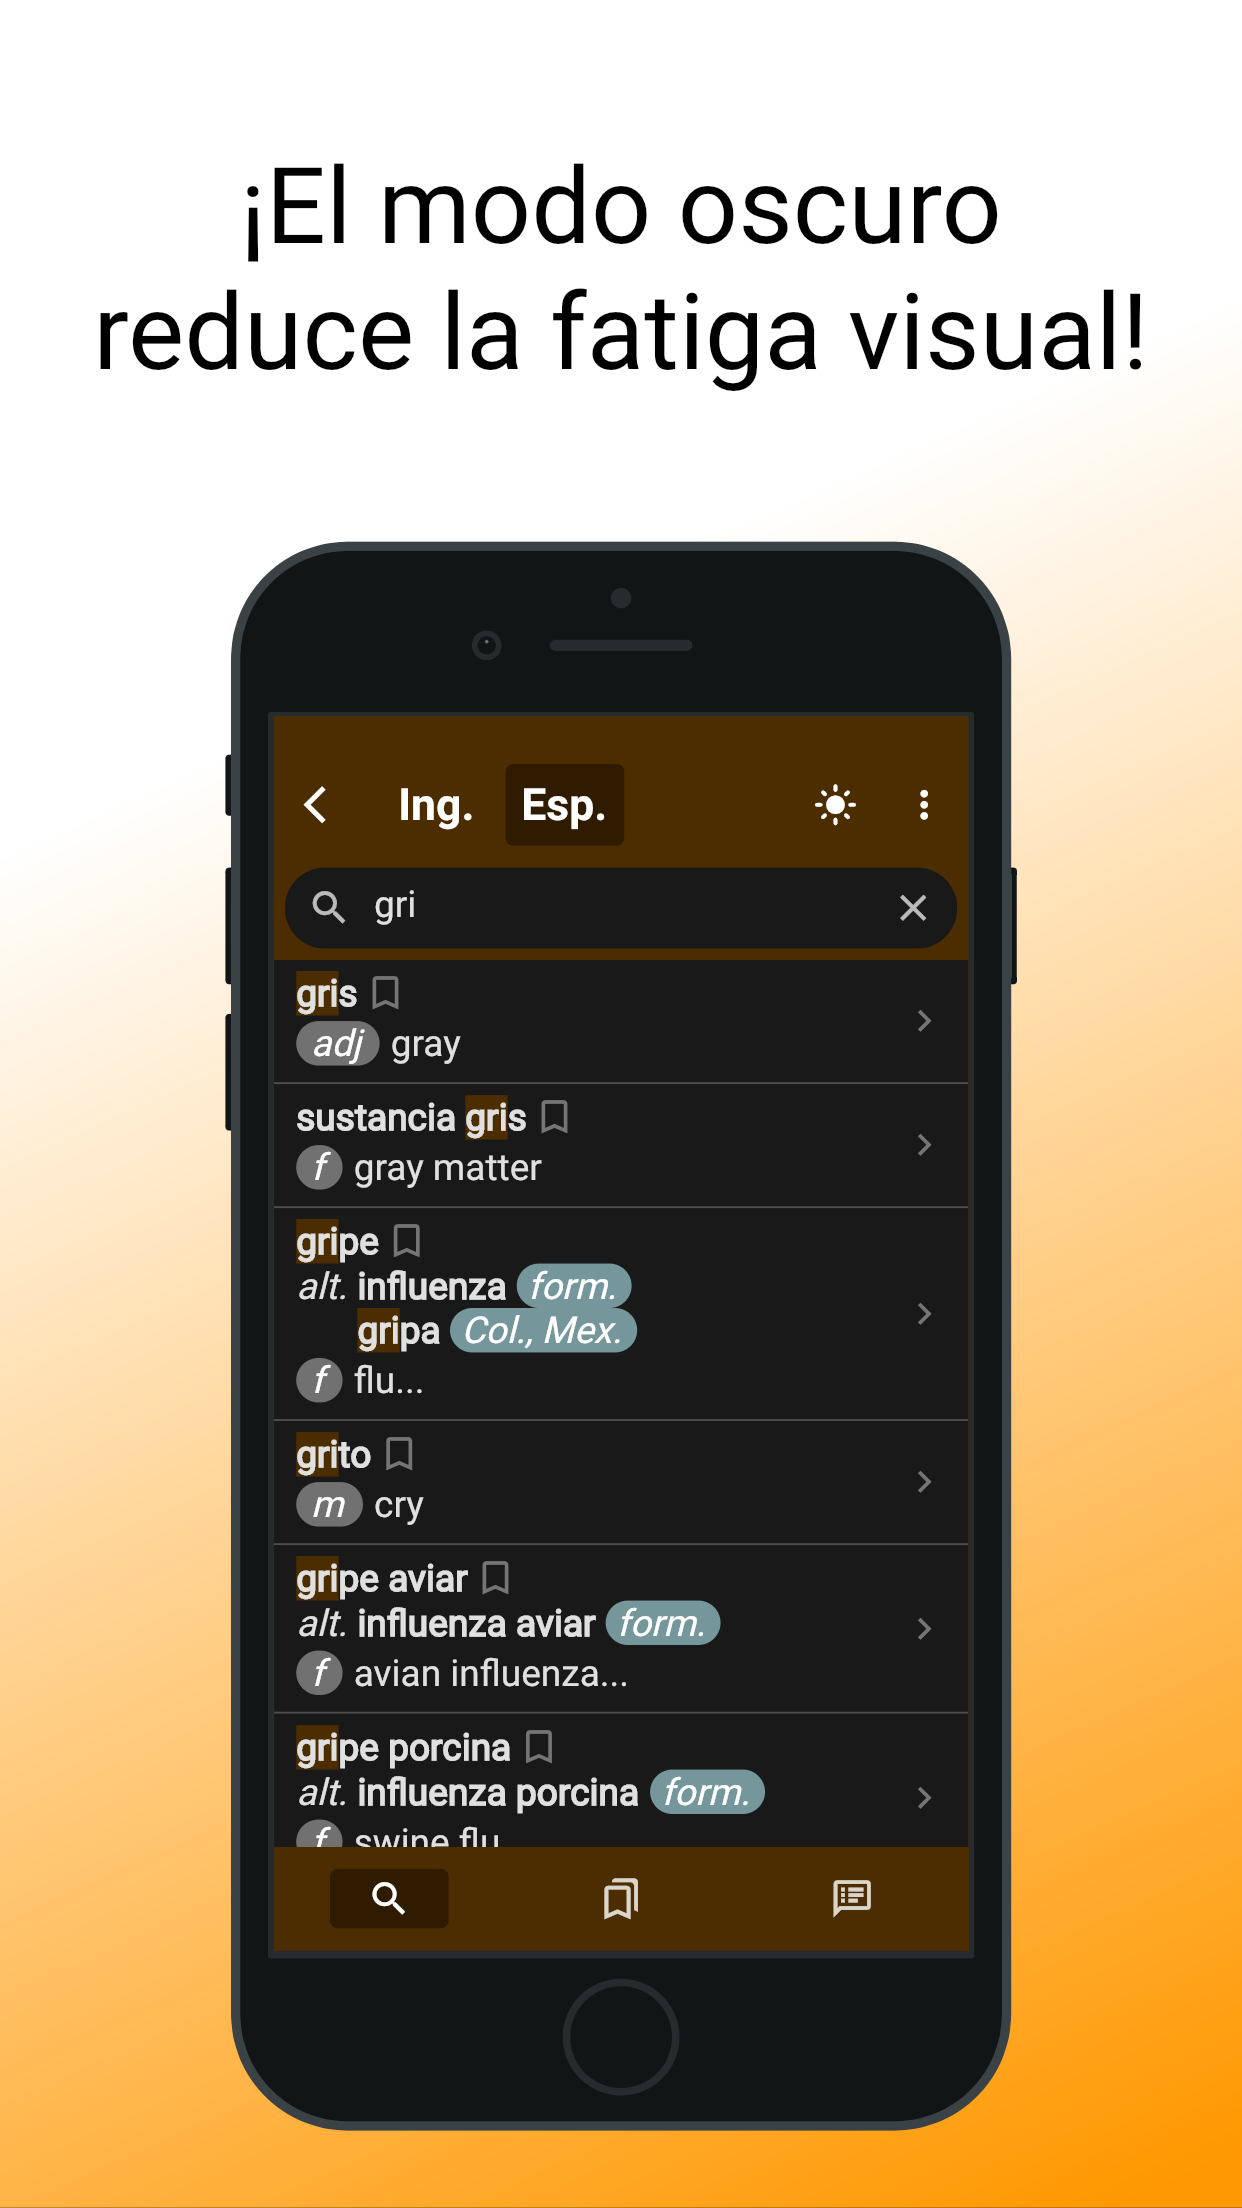 ¡El modo oscuro
reduce la fatiga visual!
Ing. Esp.
gri
gris
adj gray
sustancia gris
f gray matter
gripe
alt. influenza form.
gripa Col., Mex.
f flu...
grito
m cry
gripe aviar
alt. influenza aviar form.
f avian influenza...
gripe porcina
alt. influenza porcina form.
f swine flu